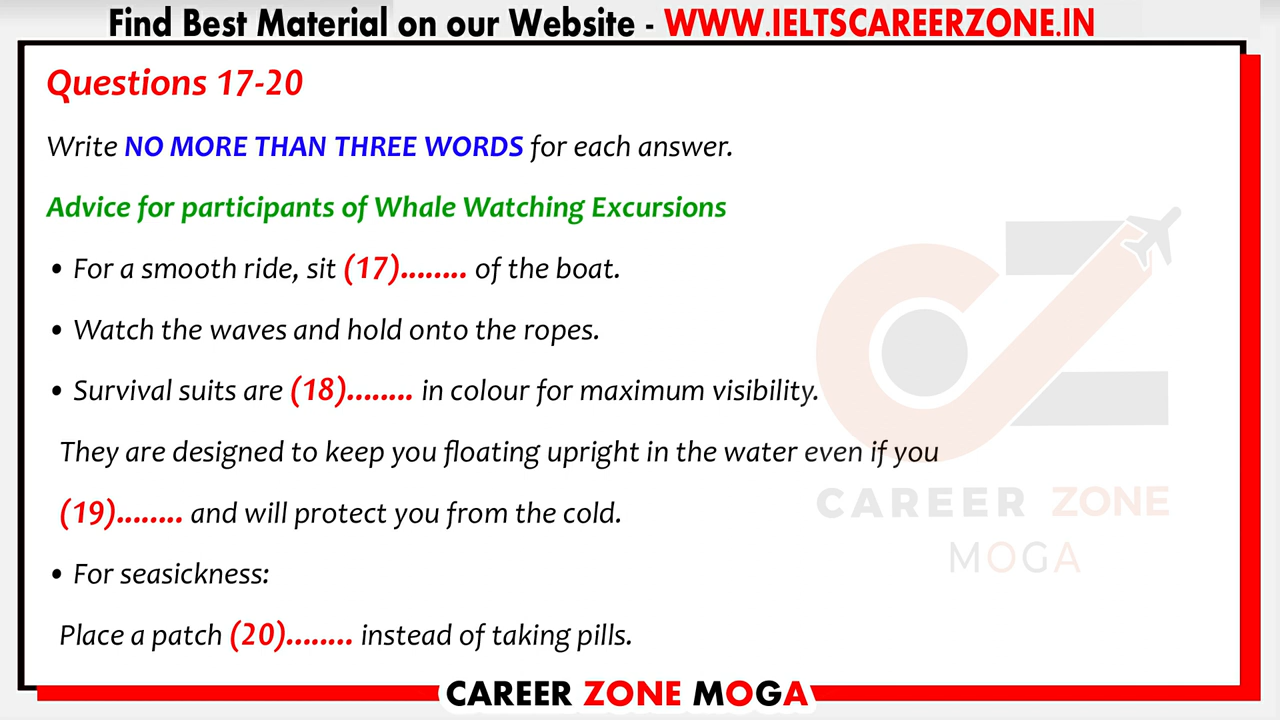 Find Best Material on our Website - WWW.IELTSCAREERZONE.IN
Questions 17-20
Write NO MORE THAN THREE WORDS for each answer.
Advice for participants of Whale Watching Excursions
• For a smooth ride, sit (17)........ of the boat.
• Watch the waves and hold onto the ropes.
• Survival suits are (18)........ in colour for maximum visibility.
They are designed to keep you floating upright in the water even if you
(19)........ and will protect you from the cold.
• For seasickness:
Place a patch (20)........ instead of taking pills.
CAREER ZONE
MOGA
CAREER ZONE MOGA